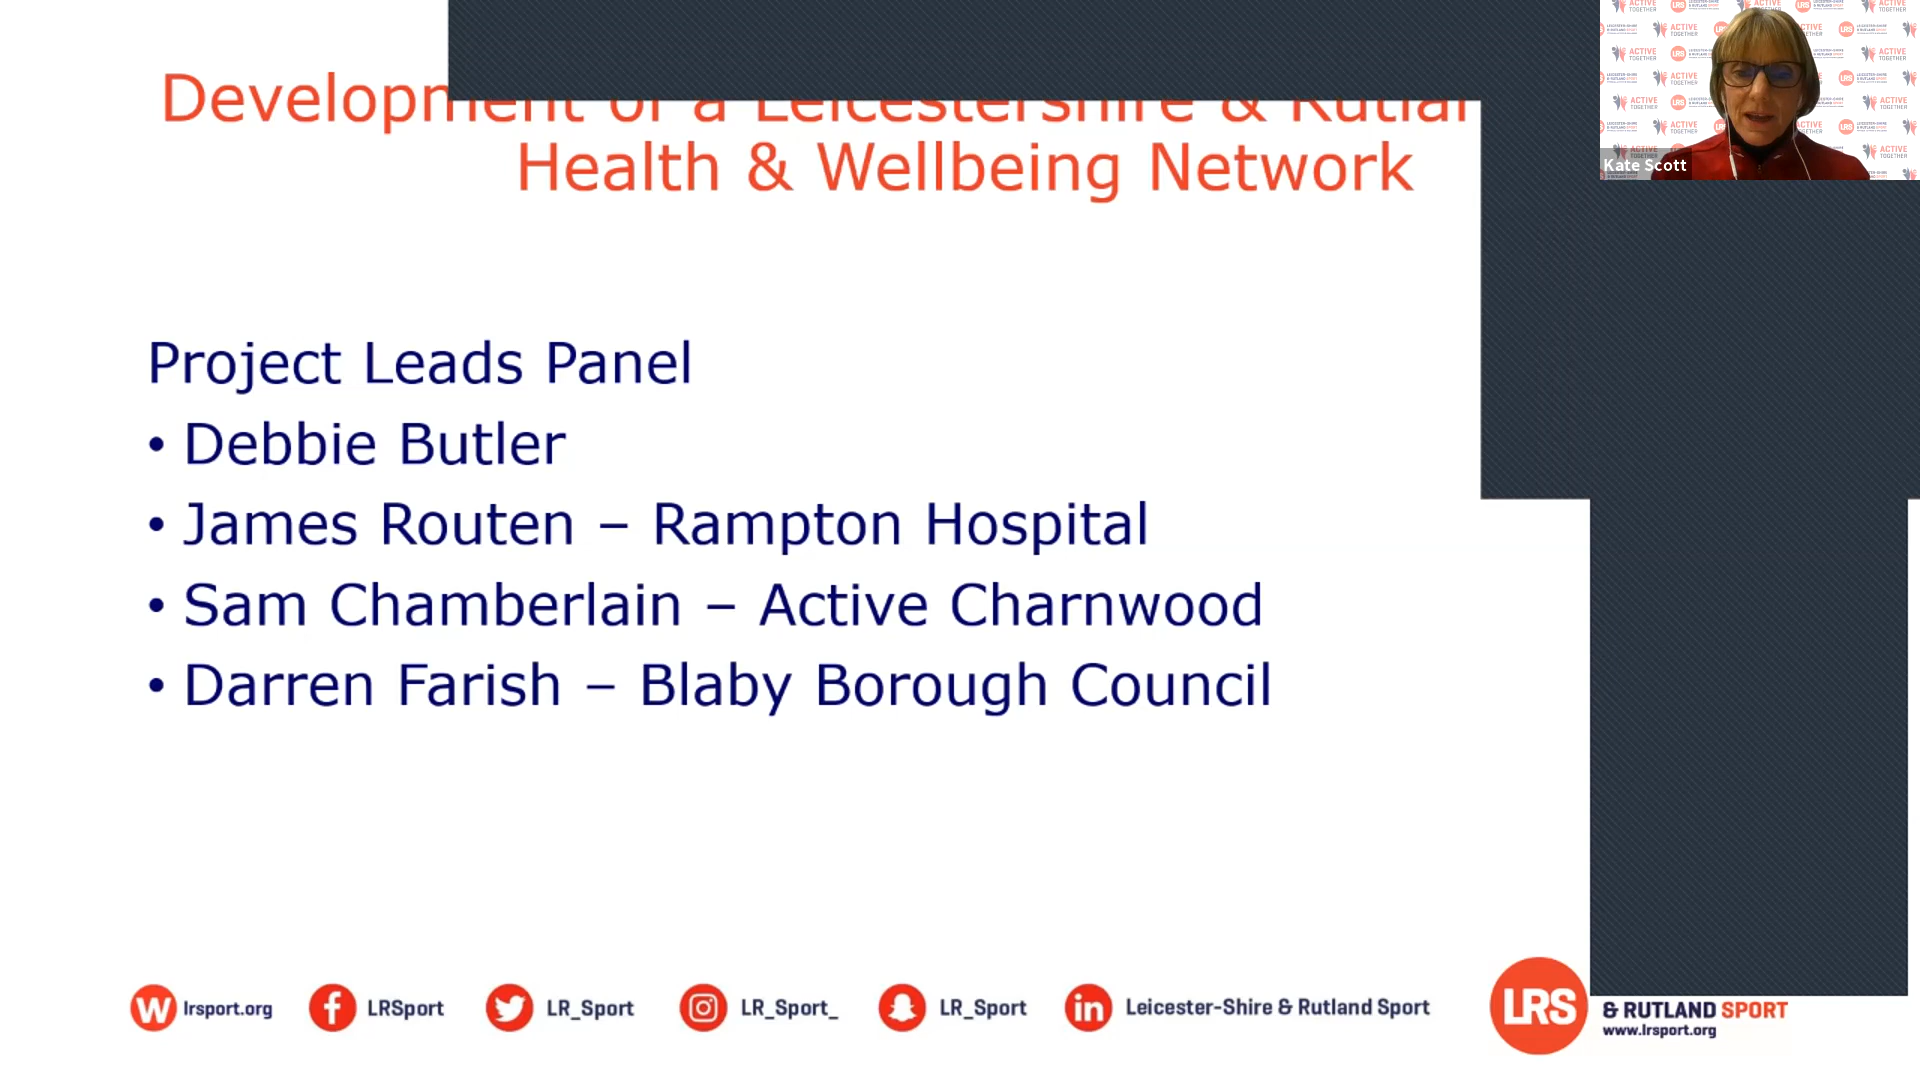 Development of a Leicestershire & Rutlan
Health & Wellbeing Network
Kate Scott
Project Leads Panel
• Debbie Butler
• James Routen – Rampton Hospital
• Sam Chamberlain – Active Charnwood
• Darren Farish – Blaby Borough Council
W lrsport.org
f LRSport
LR_Sport
LR_Sport_
LR_Sport
in Leicester-Shire & Rutland Sport
LRS
& RUTLAND SPORT
www.lrsport.org